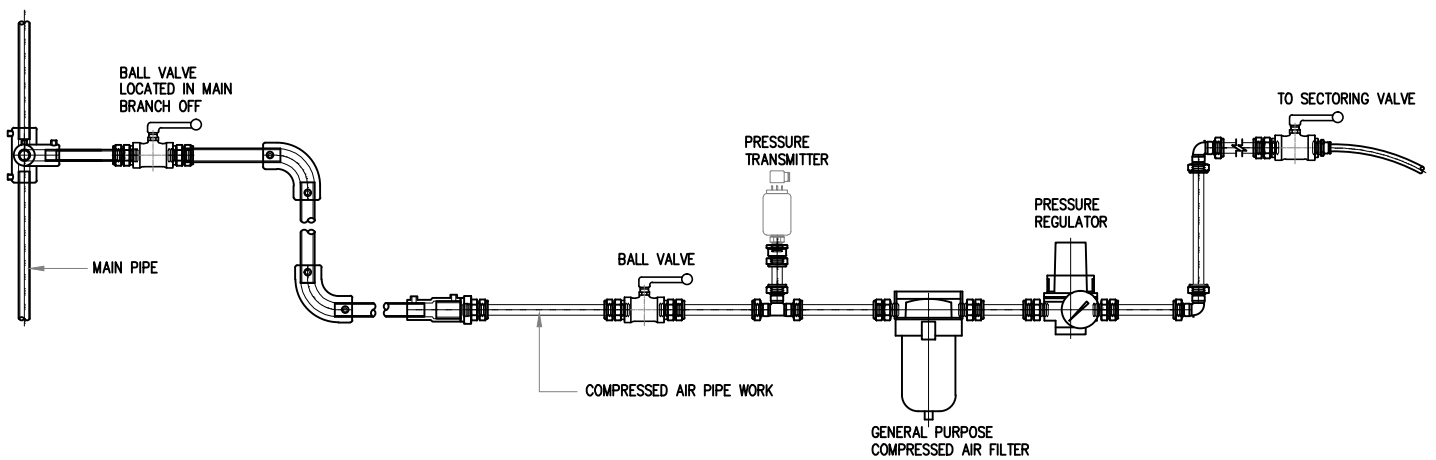 BALL VALVE
LOCATED IN MAIN
BRANCH OFF
MAIN PIPE
BALL VALVE
COMPRESSED AIR PIPE WORK
PRESSURE
TRANSMITTER
GENERAL PURPOSE
COMPRESSED AIR FILTER
PRESSURE
REGULATOR
TO SECTORING VALVE